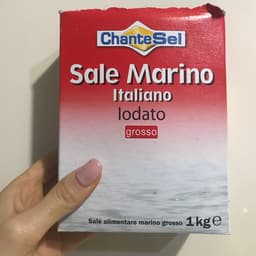 ChanteSel
Sale Marino
Italiano
Iodato
grosso
Sale alimentare marino grosso 1kg℮